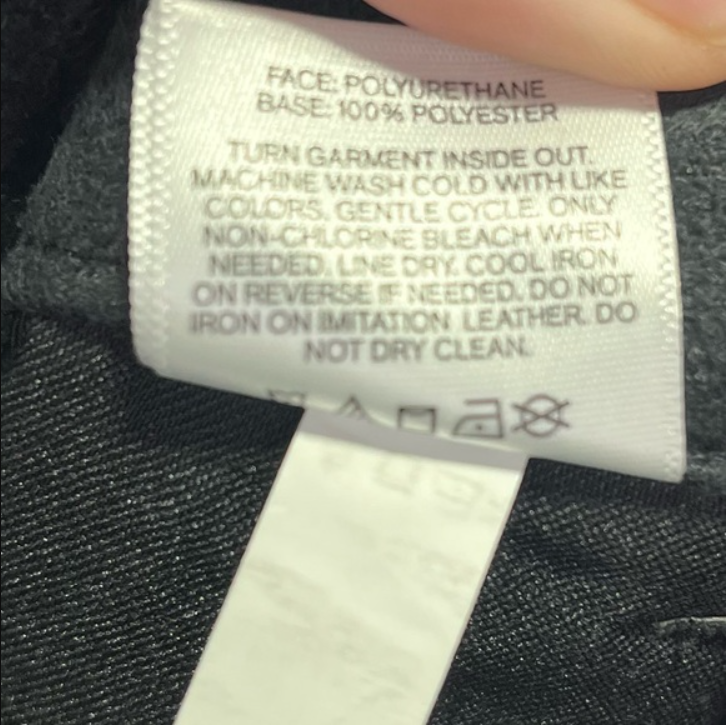 FACE: POLYURETHANE
BASE: 100% POLYESTER
TURN GARMENT INSIDE OUT.
MACHINE WASH COLD WITH LIKE
COLORS. GENTLE CYCLE. ONLY
NON-CHLORINE BLEACH WHEN
NEEDED. LINE DRY. COOL IRON
ON REVERSE IF NEEDED. DO NOT
IRON ON IMITATION LEATHER. DO
NOT DRY CLEAN.